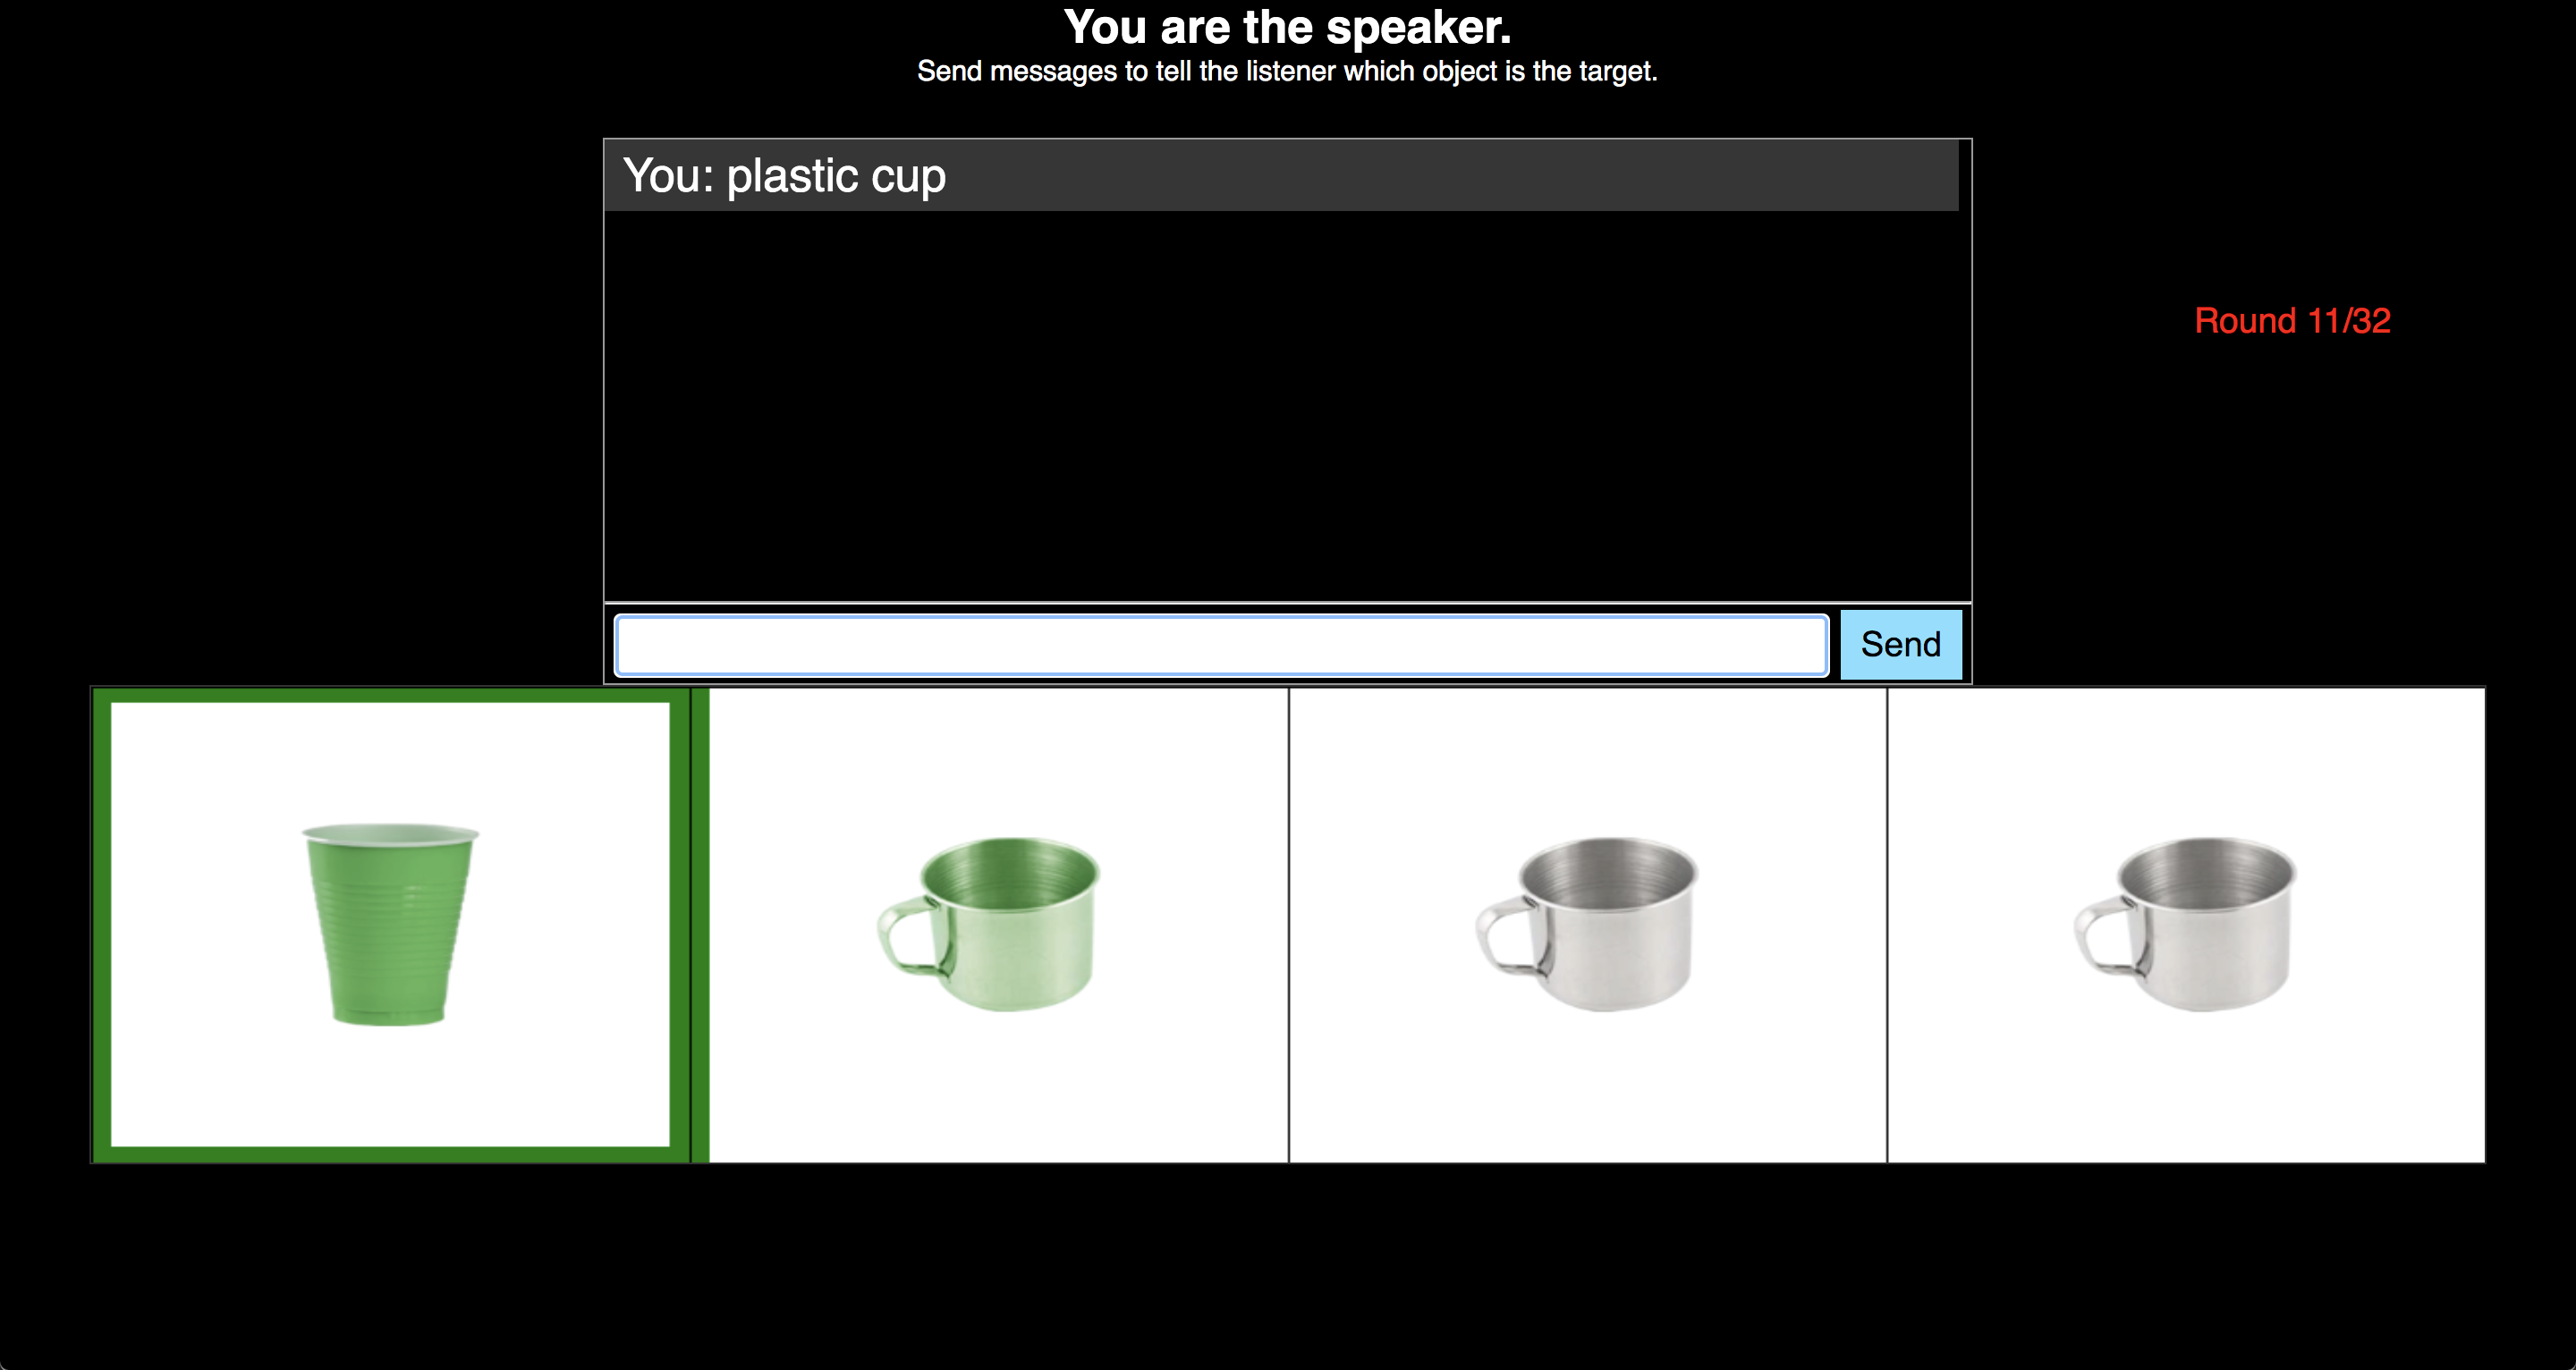 You are the speaker.
Send messages to tell the listener which object is the target.
You: plastic cup
Round 11/32
Send